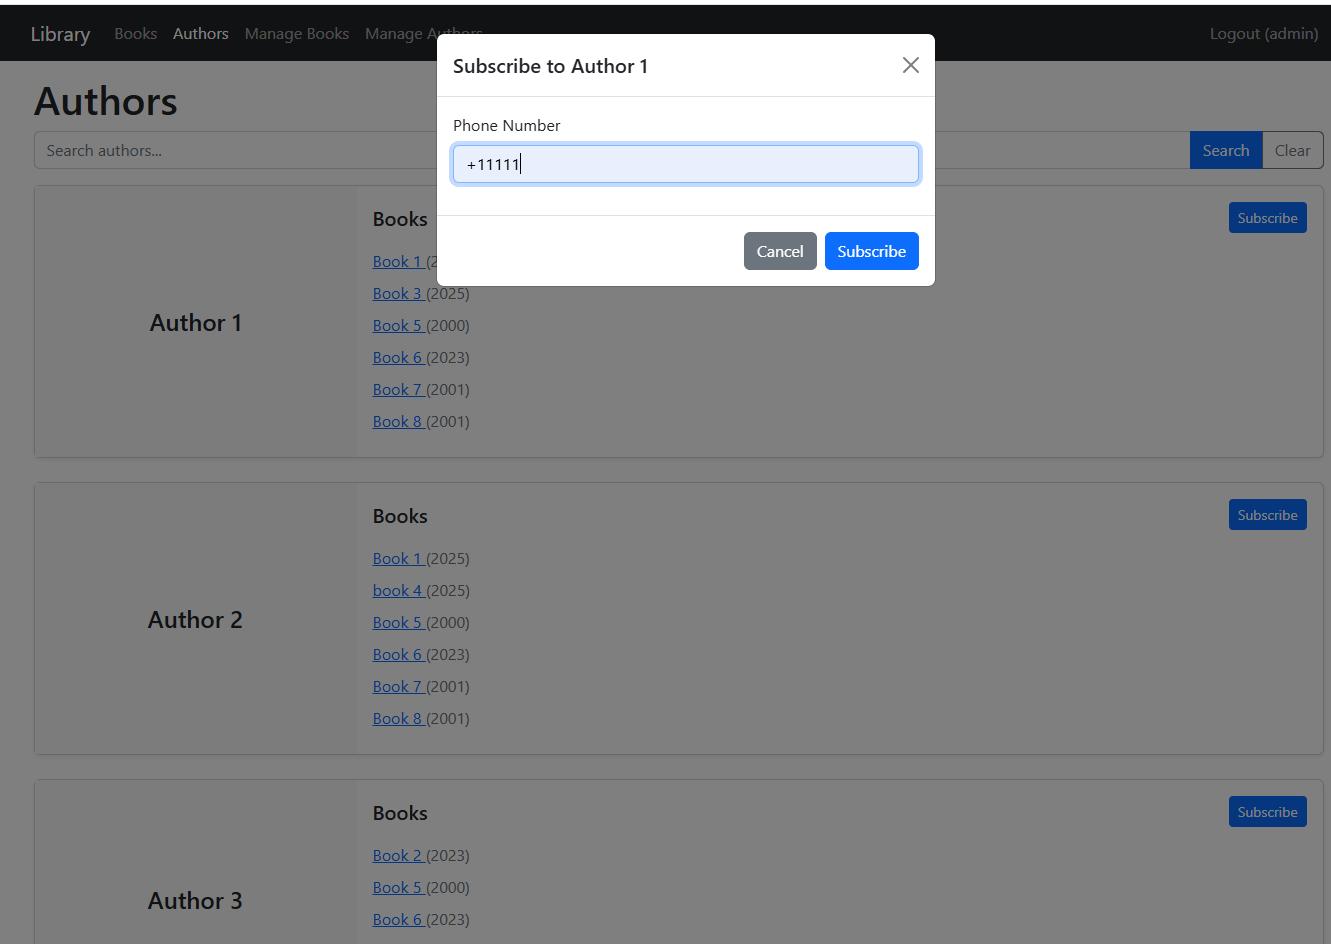 Library Books Authors Manage Books Manage Authors Logout (admin)
Subscribe to Author 1
Authors
Phone Number
Search authors... Search Clear
+11111
Books Subscribe
Cancel Subscribe
Book 1 (2
Book 3 (2025)
Author 1
Book 5 (2000)
Book 6 (2023)
Book 7 (2001)
Book 8 (2001)
Books Subscribe
Book 1 (2025)
book 4 (2025)
Author 2
Book 5 (2000)
Book 6 (2023)
Book 7 (2001)
Book 8 (2001)
Books Subscribe
Book 2 (2023)
Book 5 (2000)
Author 3
Book 6 (2023)